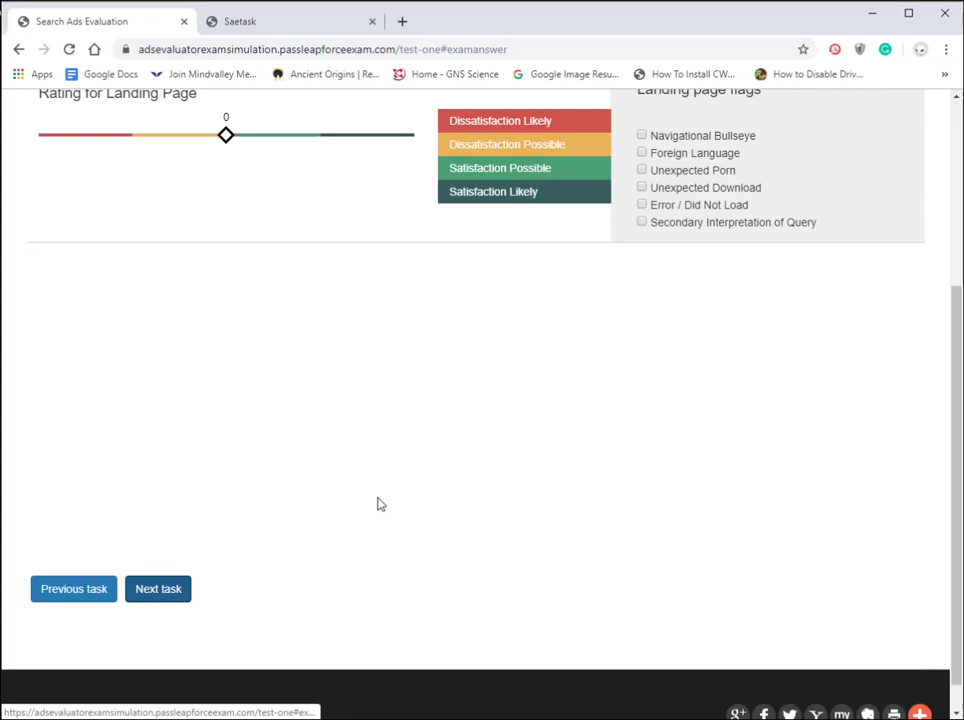 Search Ads Evaluation
Saetask
adsevaluatorexamsimulation.passleapforceexam.com/test-one#examanswer
Apps
Google Docs
Join Mindvalley Me...
Ancient Origins | Re...
Home - GNS Science
Google Image Resu...
How To Install CW...
How to Disable Driv...
»
Rating for Landing Page
0
Dissatisfaction Likely
Dissatisfaction Possible
Satisfaction Possible
Satisfaction Likely
Landing page flags
Navigational Bullseye
Foreign Language
Unexpected Porn
Unexpected Download
Error / Did Not Load
Secondary Interpretation of Query
Previous task
Next task
https://adsevaluatorexamsimulation.passleapforceexam.com/test-one#ex...